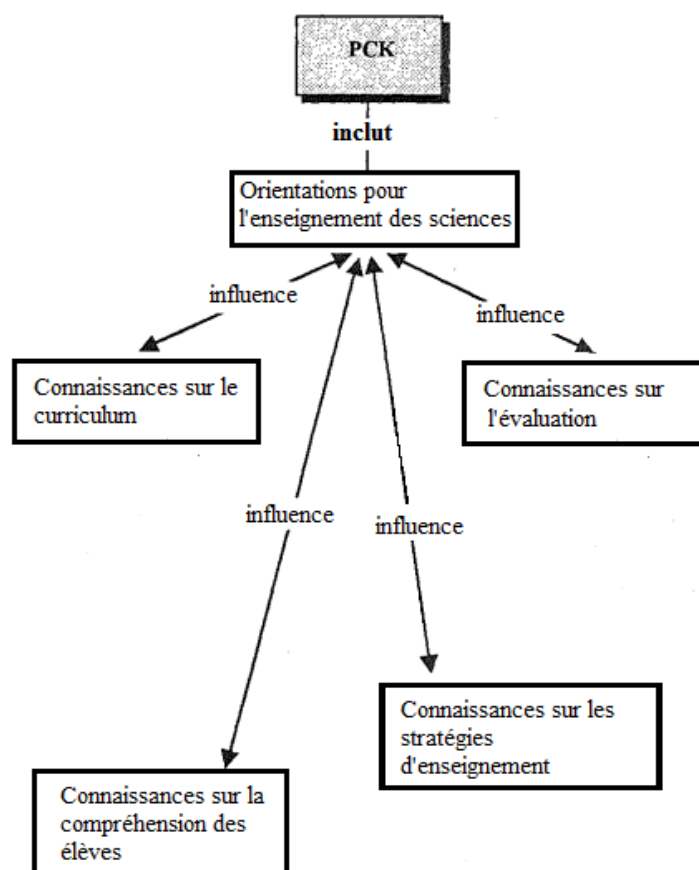 PCK
inclut
Orientations pour
l'enseignement des sciences
influence
influence
Connaissances sur le
curriculum
Connaissances sur
l'évaluation
influence
influence
Connaissances sur les
stratégies
d'enseignement
Connaissances sur la
compréhension des
élèves